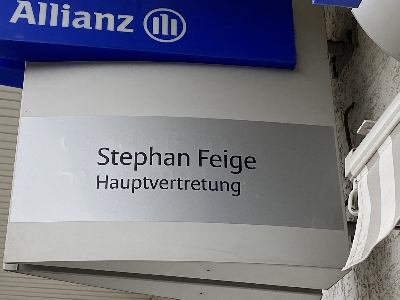 Allianz
Stephan Feige
Hauptvertretung